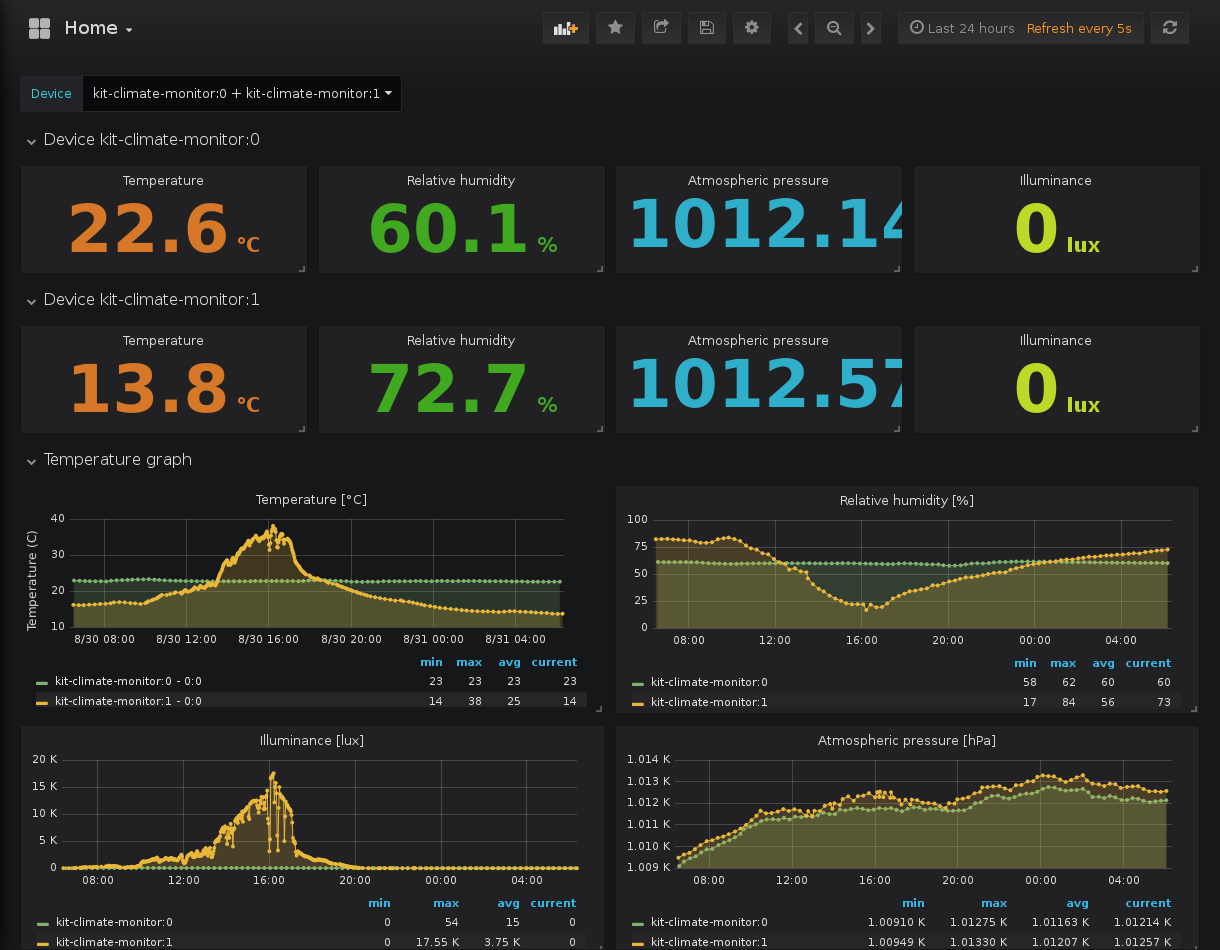 Home
Last 24 hours Refresh every 5s
Device kit-climate-monitor:0 + kit-climate-monitor:1
Device kit-climate-monitor:0
Temperature Relative humidity Atmospheric pressure Illuminance
22.6 °C 60.1 % 1012.14 0 lux
Device kit-climate-monitor:1
Temperature Relative humidity Atmospheric pressure Illuminance
13.8 °C 72.7 % 1012.57 0 lux
Temperature graph
Temperature [°C]
Temperature (C)
40
30
20
10
8/30 08:00 8/30 12:00 8/30 16:00 8/30 20:00 8/31 00:00 8/31 04:00
min max avg current
kit-climate-monitor:0 - 0:0 23 23 23 23
kit-climate-monitor:1 - 0:0 14 38 25 14
Relative humidity [%]
100
75
50
25
0
08:00 12:00 16:00 20:00 00:00 04:00
min max avg current
kit-climate-monitor:0 58 62 60 60
kit-climate-monitor:1 17 84 56 73
Illuminance [lux]
20 K
15 K
10 K
5 K
0
08:00 12:00 16:00 20:00 00:00 04:00
min max avg current
kit-climate-monitor:0 0 54 15 0
kit-climate-monitor:1 0 17.55 K 3.75 K 0
Atmospheric pressure [hPa]
1.014 K
1.013 K
1.012 K
1.011 K
1.010 K
1.009 K
08:00 12:00 16:00 20:00 00:00 04:00
min max avg current
kit-climate-monitor:0 1.00910 K 1.01275 K 1.01163 K 1.01214 K
kit-climate-monitor:1 1.00949 K 1.01330 K 1.01207 K 1.01257 K